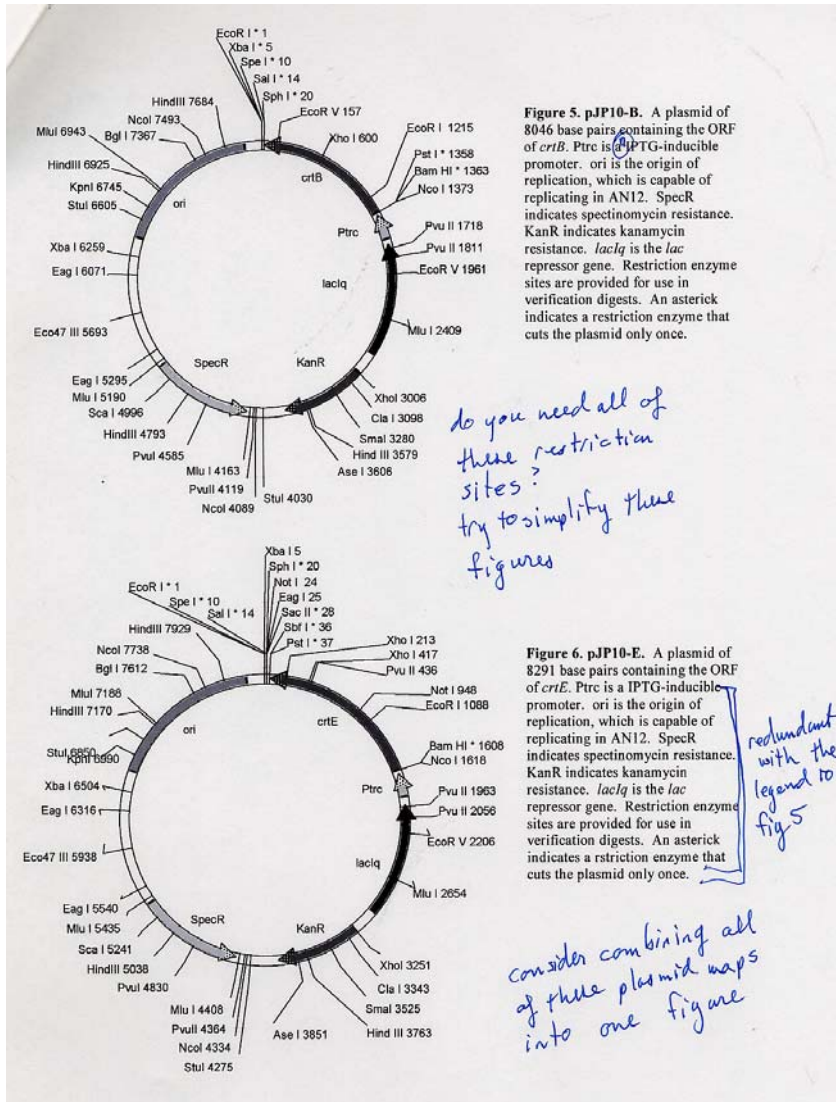 EcoR I * 1
Xba I * 5
Spe I * 10
Sal I * 14
Sph I * 20
EcoR V 157
Xho I 600
EcoR I 1215
Pst I * 1358
Bam HI * 1363
Nco I 1373
Pvu II 1718
Pvu II 1811
EcoR V 1961
Mlu I 2409
XhoI 3006
Cla I 3098
SmaI 3280
Hind III 3579
Ase I 3606
StuI 4030
NcoI 4089
PvuII 4119
Mlu I 4163
PvuI 4585
HindIII 4793
Sca I 4996
Mlu I 5190
Eag I 5295
Eco47 III 5693
Eag I 6071
Xba I 6259
StuI 6605
KpnI 6745
HindIII 6925
MluI 6943
Bgl I 7367
NcoI 7493
HindIII 7684
crtB
Ptrc
lacIq
KanR
SpecR
ori
Figure 5. pJP10-B. A plasmid of
8046 base pairs containing the ORF
of crtB. Ptrc is a IPTG-inducible
n
promoter. ori is the origin of
replication, which is capable of
replicating in AN12. SpecR
indicates spectinomycin resistance.
KanR indicates kanamycin
resistance. lacIq is the lac
repressor gene. Restriction enzyme
sites are provided for use in
verification digests. An asterick
indicates a restriction enzyme that
cuts the plasmid only once.
do you need all of
these restriction
sites?
try to simplify these
figures
Xba I 5
Sph I * 20
Not I 24
Eag I 25
Sac II * 28
Sbf I * 36
Pst I * 37
EcoR I * 1
Spe I * 10
Sal I * 14
Xho I 213
Xho I 417
Pvu II 436
Not I 948
EcoR I 1088
Bam HI * 1608
Nco I 1618
Pvu II 1963
Pvu II 2056
EcoR V 2206
Mlu I 2654
XhoI 3251
Cla I 3343
SmaI 3525
Hind III 3763
Ase I 3851
StuI 4275
NcoI 4334
PvuII 4364
Mlu I 4408
PvuI 4830
HindIII 5038
Sca I 5241
Mlu I 5435
Eag I 5540
Eco47 III 5938
Eag I 6316
Xba I 6504
StuI 6850
KpnI 6990
HindIII 7170
MluI 7188
Bgl I 7612
NcoI 7738
HindIII 7929
crtE
Ptrc
lacIq
KanR
SpecR
ori
Figure 6. pJP10-E. A plasmid of
8291 base pairs containing the ORF
of crtE. Ptrc is a IPTG-inducible
promoter. ori is the origin of
replication, which is capable of
replicating in AN12. SpecR
indicates spectinomycin resistance.
KanR indicates kanamycin
resistance. lacIq is the lac
repressor gene. Restriction enzyme
sites are provided for use in
verification digests. An asterick
indicates a rstriction enzyme that
cuts the plasmid only once.
redundant
with the
legend to
fig 5
consider combining all
of these plasmid maps
into one figure